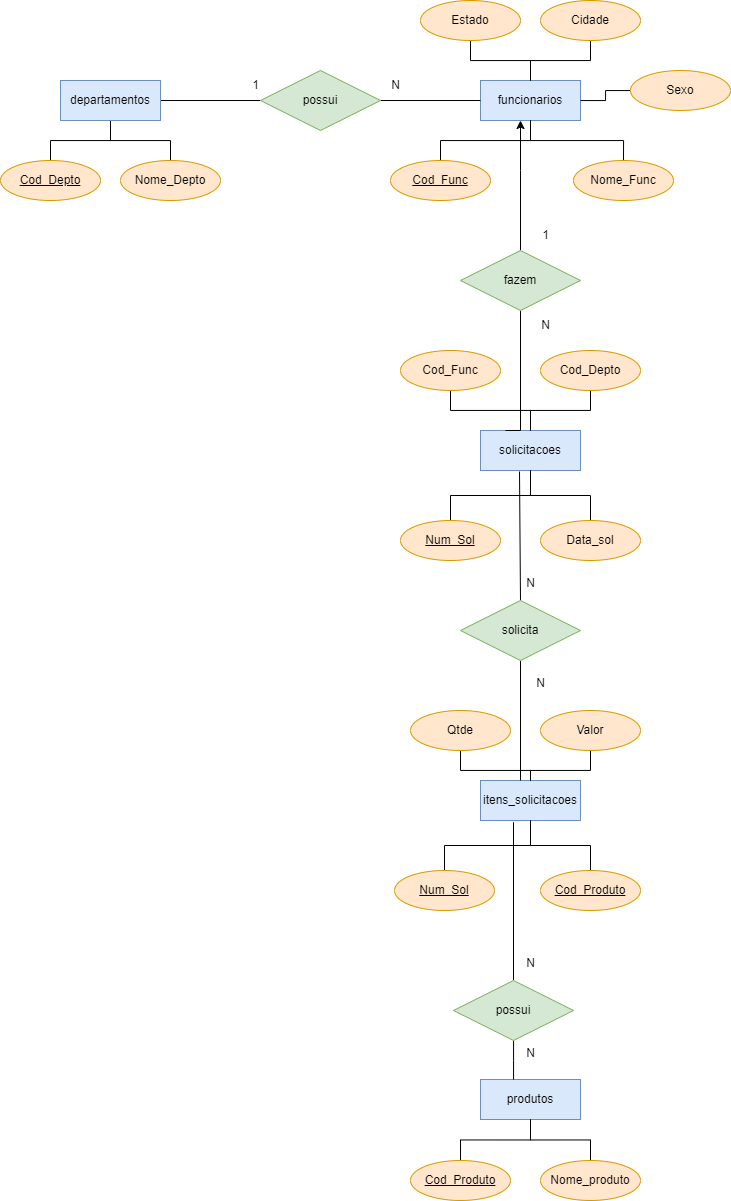 Estado
Cidade
departamentos
1
possui
N
funcionarios
Sexo
Cod_Depto
Nome_Depto
Cod_Func
Nome_Func
1
fazem
N
Cod_Func
Cod_Depto
solicitacoes
Num_Sol
Data_sol
N
solicita
N
Qtde
Valor
itens_solicitacoes
Num_Sol
Cod_Produto
N
possui
N
produtos
Cod_Produto
Nome_produto